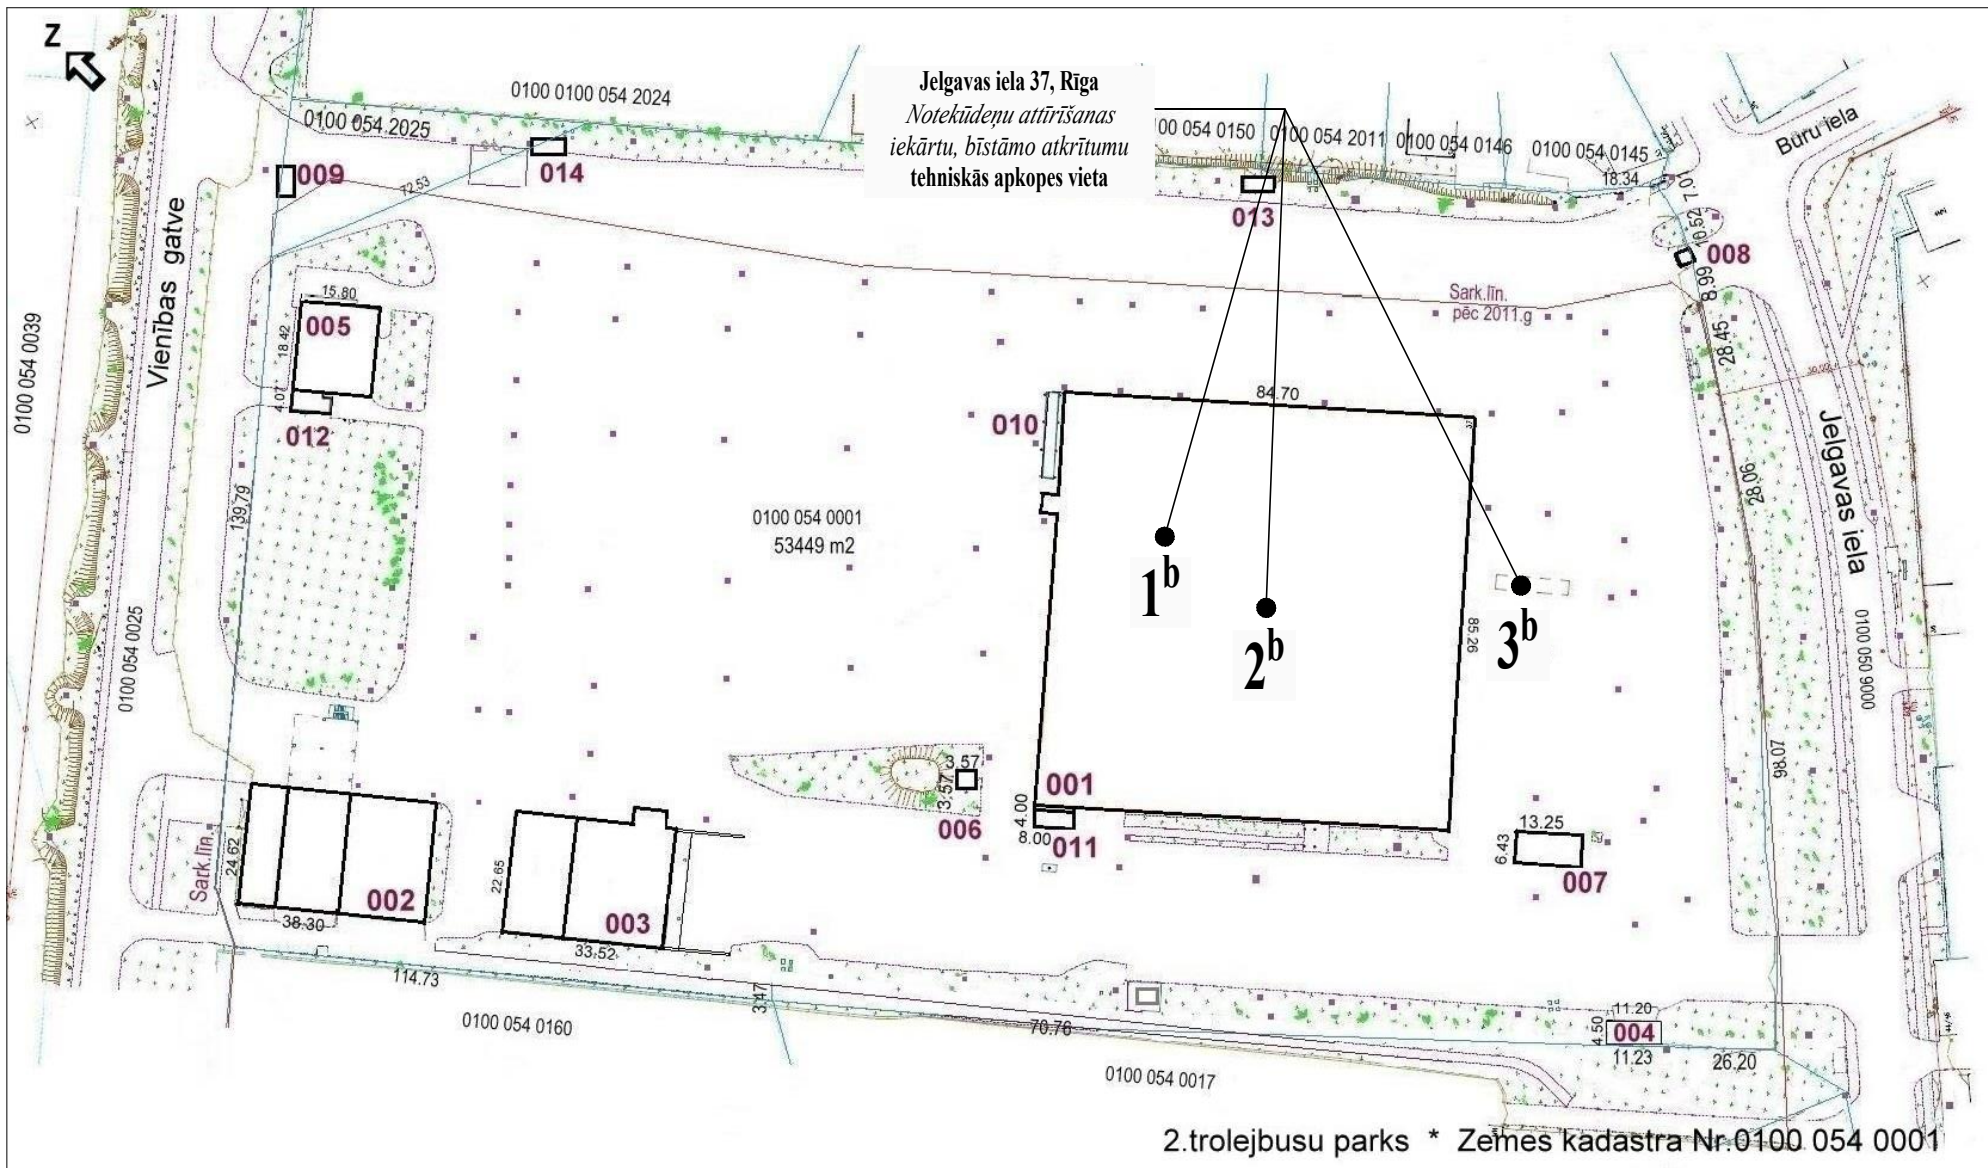 Z
0100 0100 054 2024
0100 054 2025
Jelgavas iela 37, Rīga
Notekūdeņu attīrīšanas
iekārtu, bīstāmo atkrītumu
tehniskās apkopes vieta
00 054 0150
0100 054 2011
0100 054 0146
0100 054 0145
18.34
7.01
10.52
8.99
Būru iela
009
014
72.53
013
008
Vienības gatve
0100 054 0039
15.80
005
18.42
4.07
012
Sark.līn.
pēc 2011.g
28.45
010
84.70
Jelgavas iela
28.06
139.79
0100 054 0001
53449 m2
1b
2b
3b
85.26
0100 054 0025
0100 050 9000
98.07
3.57
3.57
006
001
4.00
8.00
011
13.25
6.43
007
Sark.līn.
24.62
002
38.30
22.65
003
33.52
114.73
3.47
70.76
11.20
4.50
004
11.23
26.20
0100 054 0160
0100 054 0017
2.trolejbusu parks * Zemes kadastra Nr.0100 054 0001